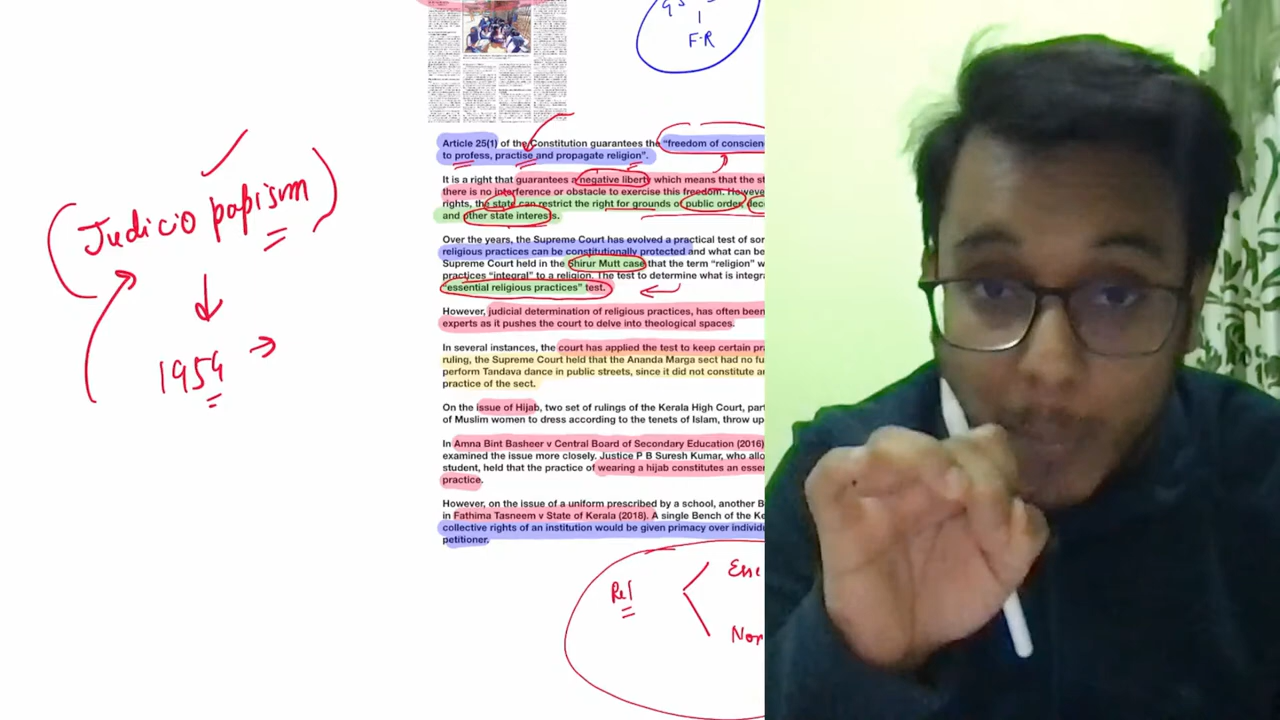 F.R
Judicio papism
1954
Article 25(1) of the Constitution guarantees the "freedom of conscien
to profess, practise and propagate religion".
It is a right that guarantees a negative liberty which means that the st
there is no interference or obstacle to exercise this freedom. Howeve
rights, the state can restrict the right for grounds of public order, dec
and other state interests.
Over the years, the Supreme Court has evolved a practical test of sor
religious practices can be constitutionally protected and what can be
Supreme Court held in the Shirur Mutt case that the term "religion" w
practices "integral" to a religion. The test to determine what is integra
"essential religious practices" test.
However, judicial determination of religious practices, has often been
experts as it pushes the court to delve into theological spaces.
In several instances, the court has applied the test to keep certain pra
ruling, the Supreme Court held that the Ananda Marga sect had no fu
perform Tandava dance in public streets, since it did not constitute an
practice of the sect.
On the issue of Hijab, two set of rulings of the Kerala High Court, part
of Muslim women to dress according to the tenets of Islam, throw up
In Amna Bint Basheer v Central Board of Secondary Education (2016)
examined the issue more closely. Justice P B Suresh Kumar, who allo
student, held that the practice of wearing a hijab constitutes an esse
practice.
However, on the issue of a uniform prescribed by a school, another B
in Fathima Tasneem v State of Kerala (2018). A single Bench of the Ke
collective rights of an institution would be given primacy over individu
petitioner.
Rel
Esse
Non